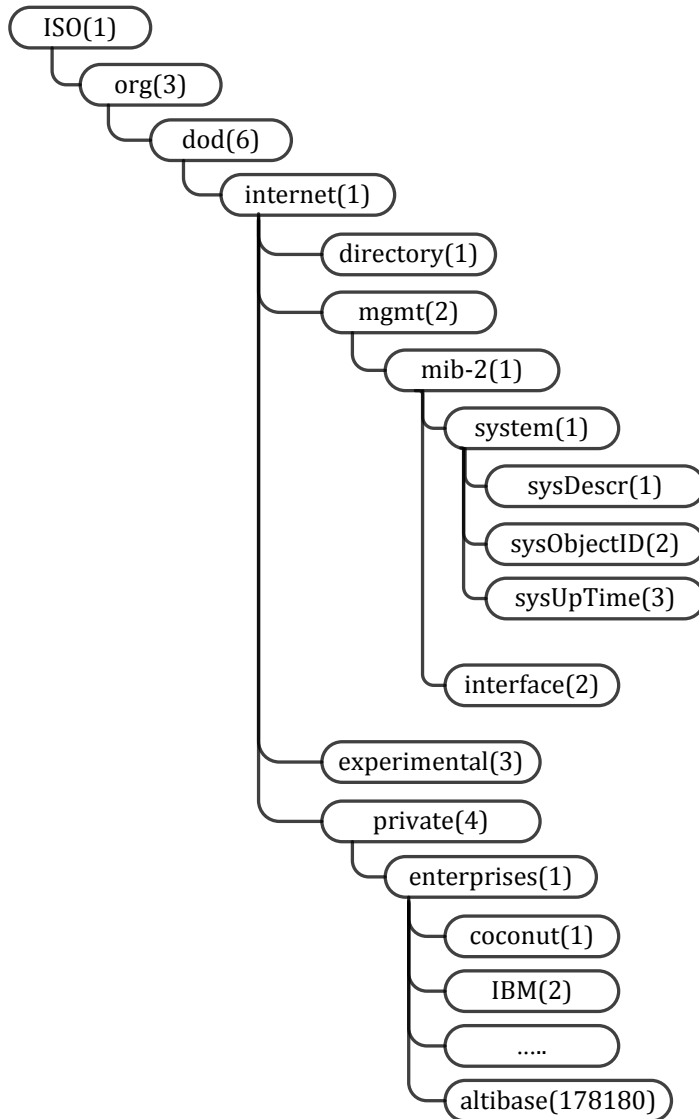 ISO(1)
org(3)
dod(6)
internet(1)
directory(1)
mgmt(2)
mib-2(1)
system(1)
sysDescr(1)
sysObjectID(2)
sysUpTime(3)
interface(2)
experimental(3)
private(4)
enterprises(1)
coconut(1)
IBM(2)
…..
altibase(178180)